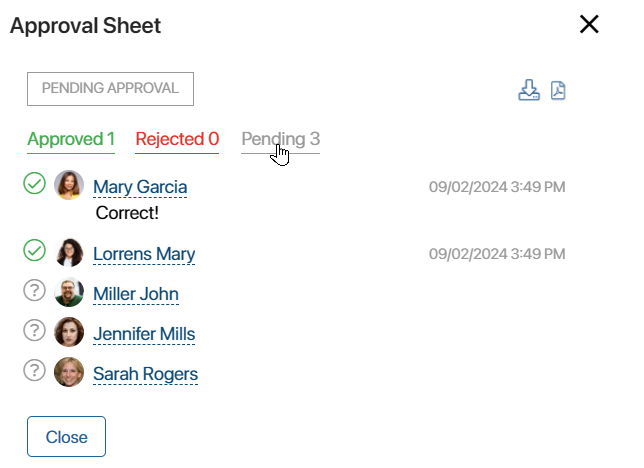 Approval Sheet
PENDING APPROVAL
Approved 1 Rejected 0 Pending 3
Mary Garcia 09/02/2024 3:49 PM
Correct!
Lorrens Mary 09/02/2024 3:49 PM
? Miller John
? Jennifer Mills
? Sarah Rogers
Close